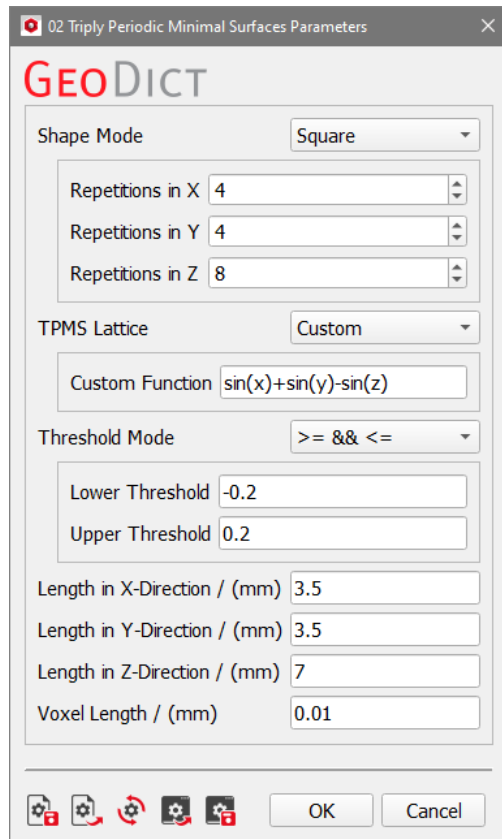 02 Triply Periodic Minimal Surfaces Parameters
GEODICT
Shape Mode Square
Repetitions in X 4
Repetitions in Y 4
Repetitions in Z 8
TPMS Lattice Custom
Custom Function sin(x)+sin(y)-sin(z)
Threshold Mode >= && <=
Lower Threshold -0.2
Upper Threshold 0.2
Length in X-Direction / (mm) 3.5
Length in Y-Direction / (mm) 3.5
Length in Z-Direction / (mm) 7
Voxel Length / (mm) 0.01
OK Cancel